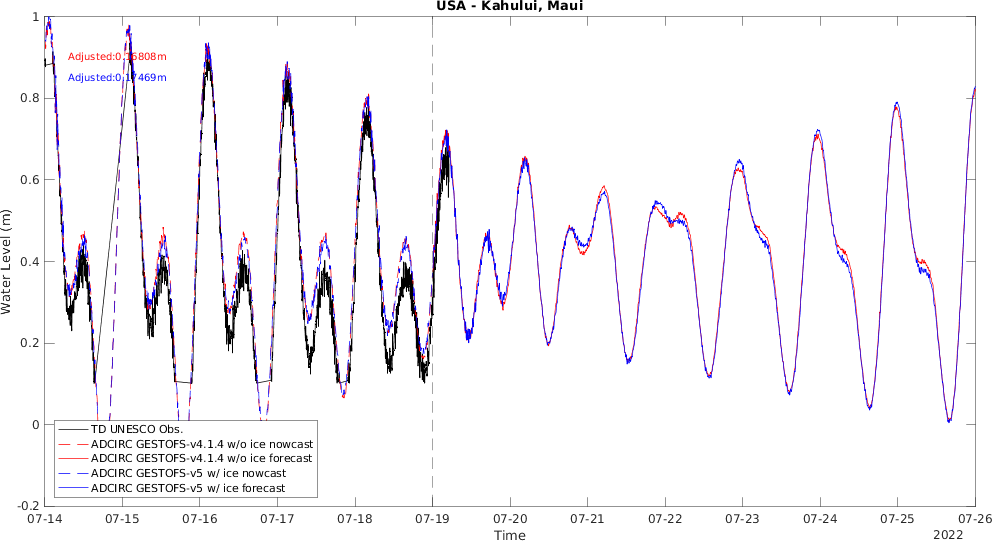 USA - Kahului, Maui
1
0.8
0.6
0.4
0.2
0
-0.2
Water Level (m)
Adjusted:0.16808m
Adjusted:0.17469m
TD UNESCO Obs.
ADCIRC GESTOFS-v4.1.4 w/o ice nowcast
ADCIRC GESTOFS-v4.1.4 w/o ice forecast
ADCIRC GESTOFS-v5 w/ ice nowcast
ADCIRC GESTOFS-v5 w/ ice forecast
07-14 07-15 07-16 07-17 07-18 07-19 07-20 07-21 07-22 07-23 07-24 07-25 07-26
Time
2022